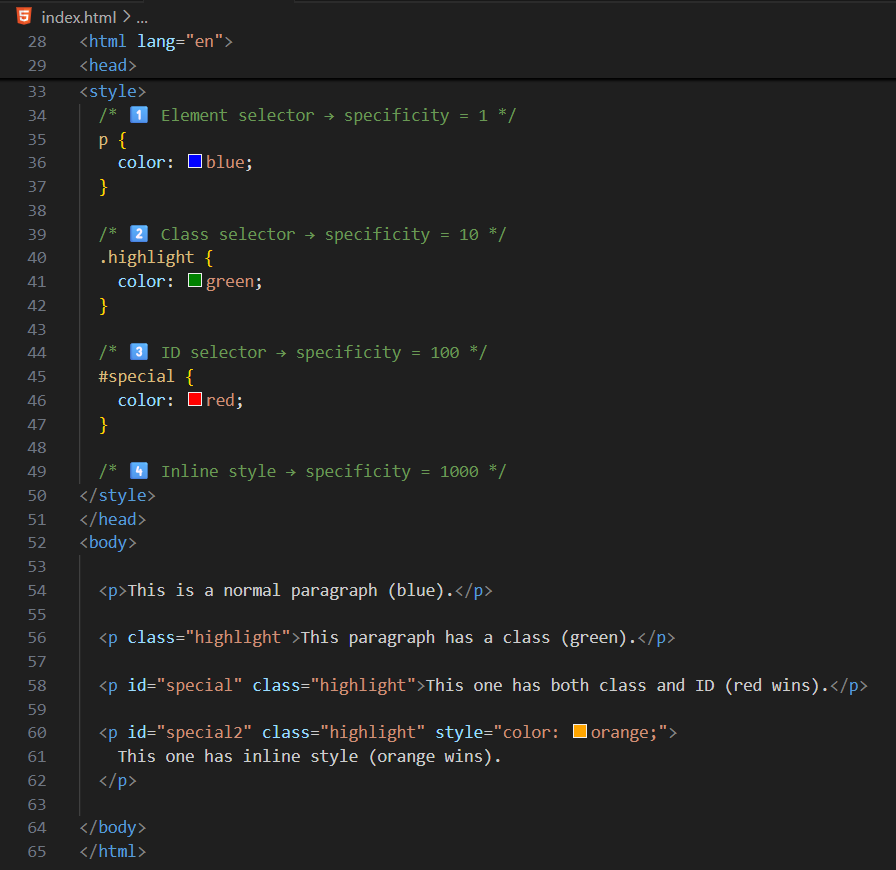 index.html > ...
28 <html lang="en">
29 <head>
33 <style>
34 /* 1️⃣ Element selector → specificity = 1 */
35 p {
36 color: blue;
37 }
38
39 /* 2️⃣ Class selector → specificity = 10 */
40 .highlight {
41 color: green;
42 }
43
44 /* 3️⃣ ID selector → specificity = 100 */
45 #special {
46 color: red;
47 }
48
49 /* 4️⃣ Inline style → specificity = 1000 */
50 </style>
51 </head>
52 <body>
53
54 <p>This is a normal paragraph (blue).</p>
55
56 <p class="highlight">This paragraph has a class (green).</p>
57
58 <p id="special" class="highlight">This one has both class and ID (red wins).</p>
59
60 <p id="special2" class="highlight" style="color: orange;">
61 This one has inline style (orange wins).
62 </p>
63
64 </body>
65 </html>